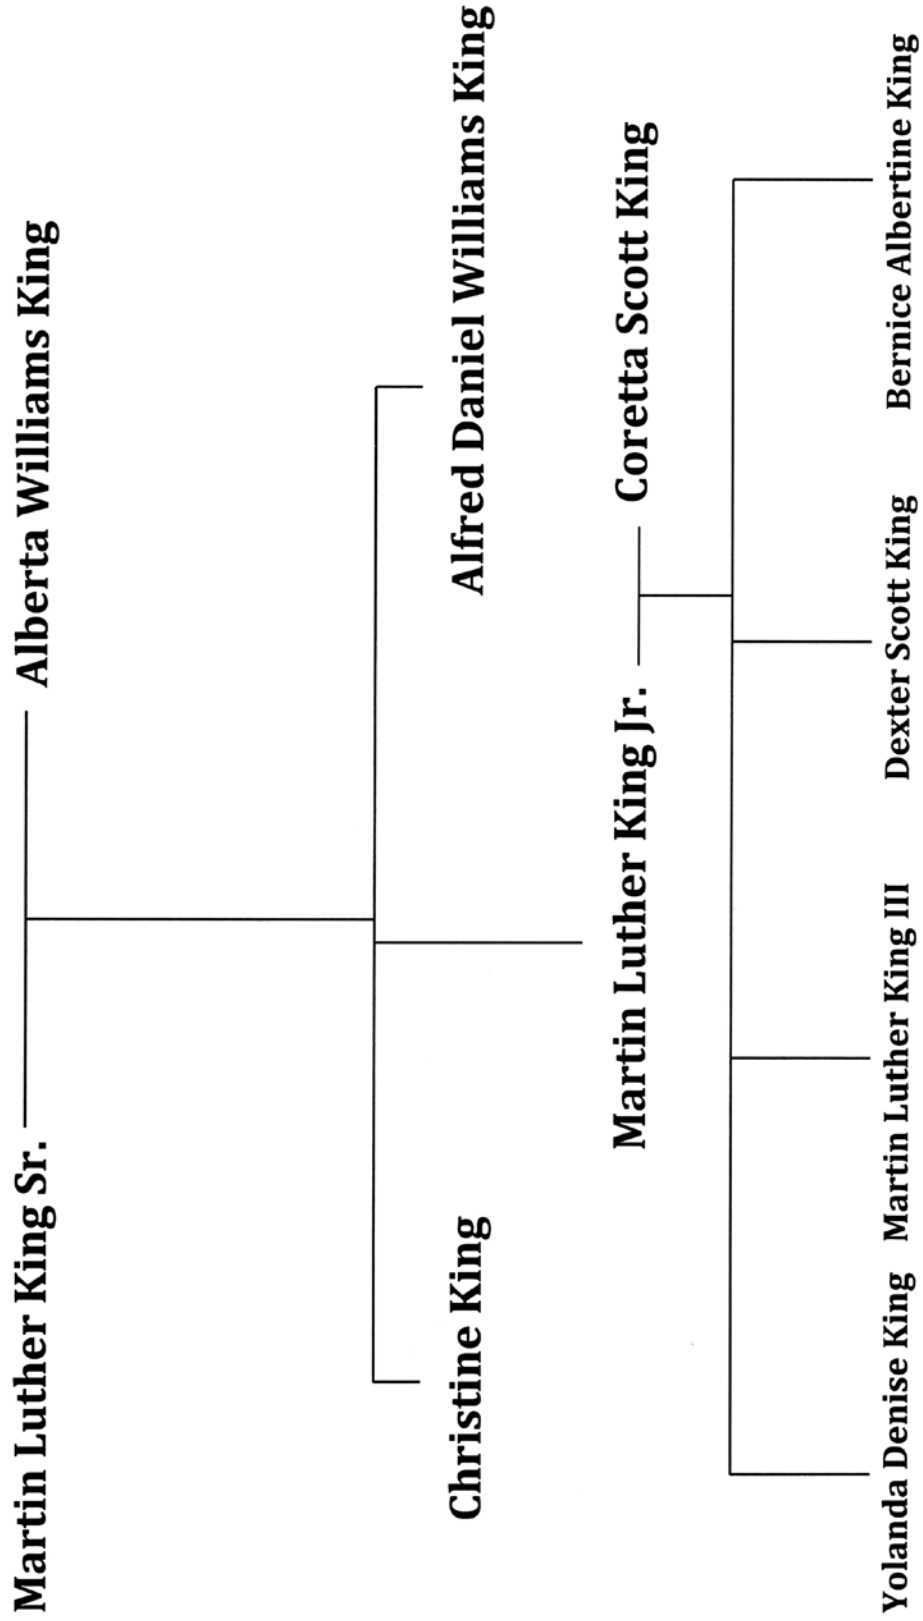 Martin Luther King Sr.
Alberta Williams King
Christine King
Alfred Daniel Williams King
Martin Luther King Jr.
Coretta Scott King
Yolanda Denise King
Martin Luther King III
Dexter Scott King
Bernice Albertine King